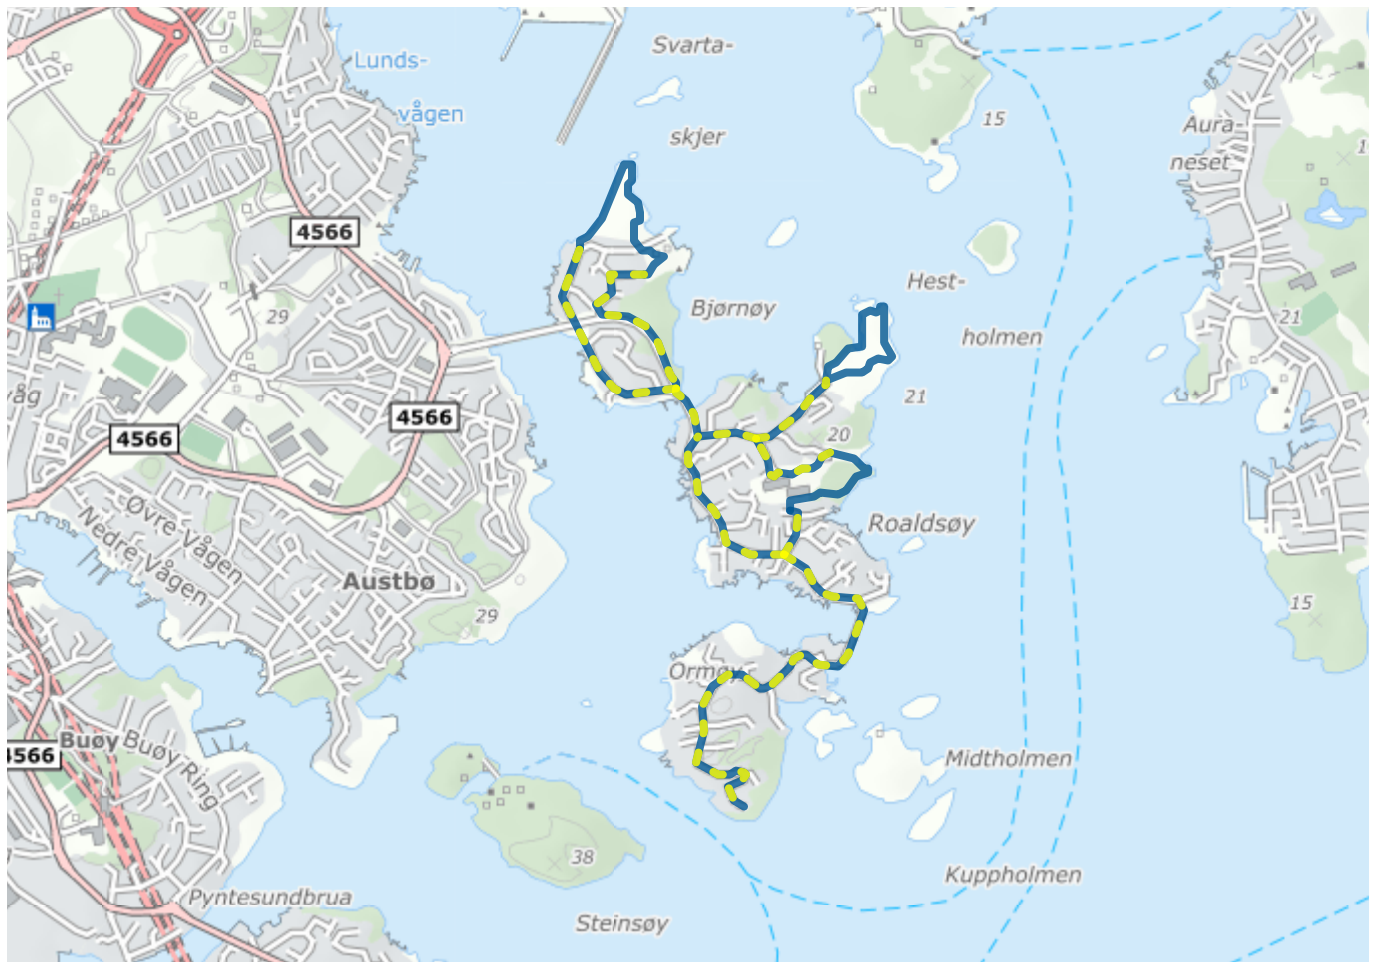 Svarta-
Lunds-
vågen
skjer
15
Aura-
neset
1
4566
Hest-
29
Bjørnøy
21
holmen
våg
21
4566
4566
20
Øvre Vågen
Nedre Vågen
Roaldsøy
Austbø
29
15
Ormøy
4566
Buøy
Buøy Ring
Midtholmen
38
Pyntesundbrua
Kuppholmen
Steinsøy